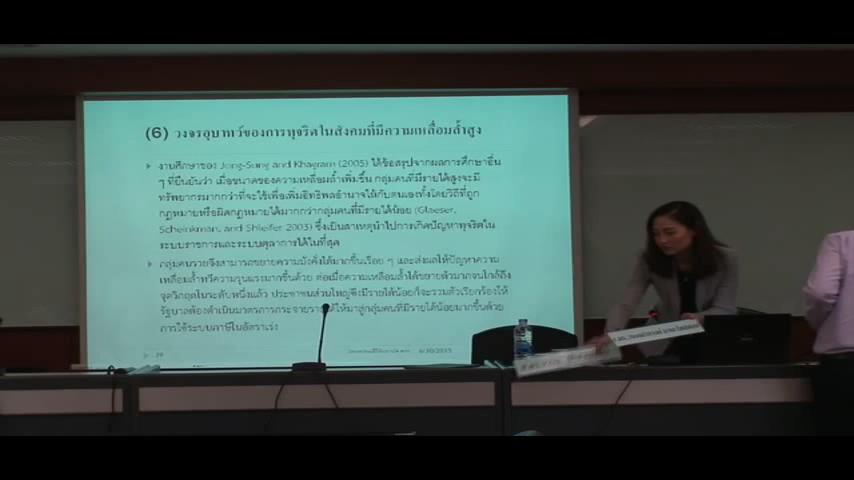 (6) วงจรอุบาทว์ของการทุจริตในสังคมที่มีความเหลื่อมล้ำสูง
งานศึกษาของ Jong-Sung and Khagram (2005) ได้ข้อสรุปจากผลการศึกษาอื่น
ๆ ที่ยืนยันว่า เมื่อขนาดของความเหลื่อมล้ำเพิ่มขึ้น กลุ่มคนที่มีรายได้สูงจะมี
ทรัพยากรมากกว่าที่จะใช้เพื่อเพิ่มอิทธิพลอำนาจให้กับตนเองทั้งโดยวิธีที่ถูก
กฎหมายหรือผิดกฎหมายได้มากกว่ากลุ่มคนที่มีรายได้น้อย (Glaeser,
Scheinkman, and Shleifer 2003) ซึ่งเป็นสาเหตุนำไปการเกิดปัญหาทุจริตใน
ระบบราชการและระบบตุลาการได้ในที่สุด
กลุ่มคนรวยจึงสามารถขยายความมั่งคั่งได้มากขึ้นเรื่อย ๆ และส่งผลให้ปัญหาความ
เหลื่อมล้ำทวีความรุนแรงมากขึ้นด้วย ต่อเมื่อความเหลื่อมล้ำได้ขยายตัวมาจนใกล้ถึง
จุดวิกฤตในระดับหนึ่งแล้ว ประชาชนส่วนใหญ่ซึ่งมีรายได้น้อยก็จะรวมตัวเรียกร้องให้
รัฐบาลต้องดำเนินมาตรการกระจายราย ได้ให้มาสู่กลุ่มคนที่มีรายได้น้อยมากขึ้นด้วย
การใช้ระบบภาษีในอัตราเร่ง
39 6/30/2015